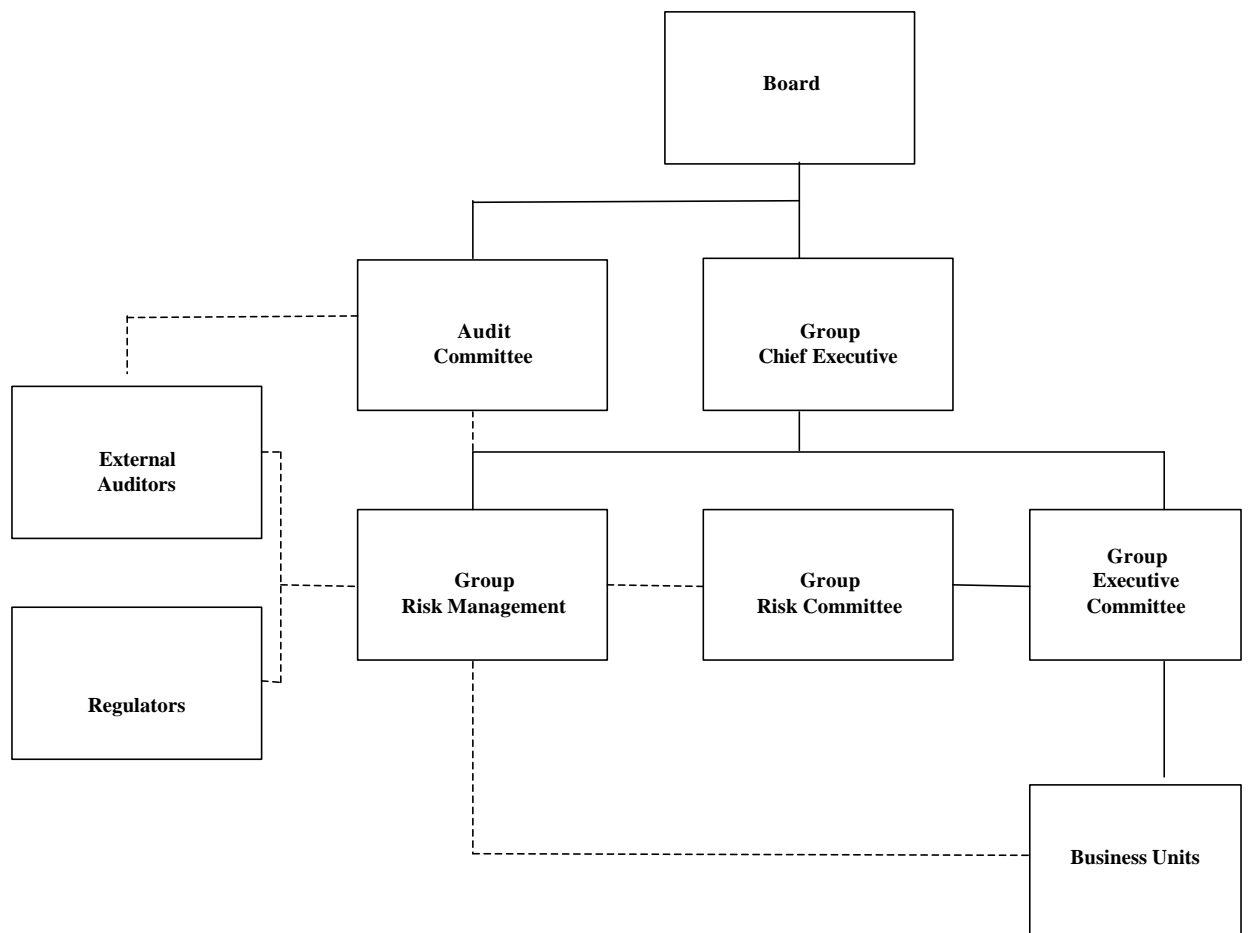 Board
Audit
Committee
Group
Chief Executive
External
Auditors
Group
Risk Management
Group
Risk Committee
Group
Executive
Committee
Regulators
Business Units